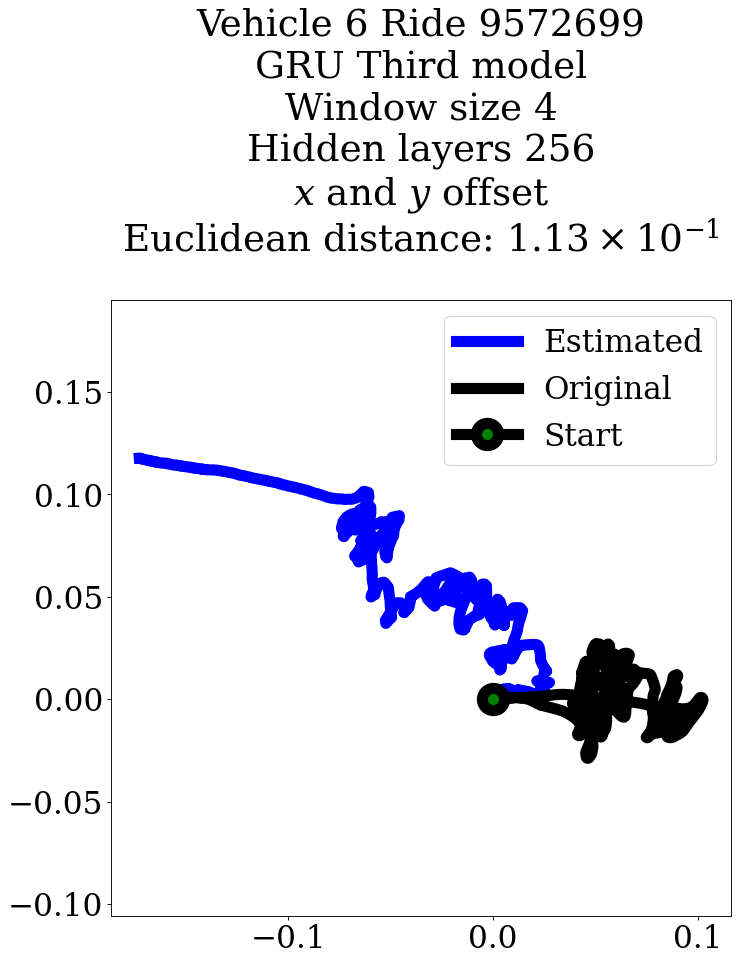 Vehicle 6 Ride 9572699
GRU Third model
Window size 4
Hidden layers 256
x and y offset
Euclidean distance: 1.13 × 10⁻¹
Estimated
Original
Start
0.15
0.10
0.05
0.00
−0.05
−0.10
−0.1
0.0
0.1